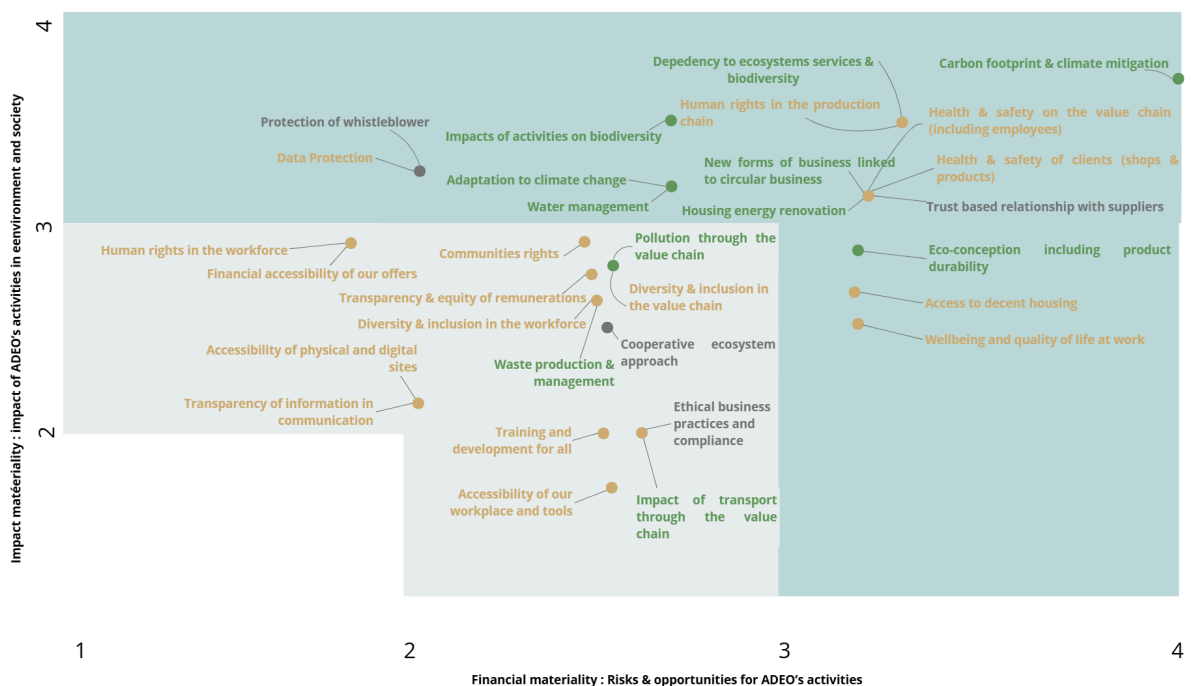 4
Depedency to ecosystems services &
biodiversity
Carbon footprint & climate mitigation
Human rights in the production
chain
Health & safety on the value chain
(including employees)
Protection of whistleblower
Impacts of activities on biodiversity
Data Protection
New forms of business linked
to circular business
Health & safety of clients (shops &
products)
Adaptation to climate change
Water management
Housing energy renovation
Trust based relationship with suppliers
3
Human rights in the workforce
Financial accessibility of our offers
Communities rights
Pollution through the
value chain
Eco-conception including product
durability
Transparency & equity of remunerations
Diversity & inclusion in
the value chain
Access to decent housing
Diversity & inclusion in the workforce
Cooperative ecosystem
approach
Wellbeing and quality of life at work
Accessibility of physical and digital
sites
Waste production &
management
Transparency of information in
communication
Ethical business
practices and
compliance
2
Training and
development for all
Accessibility of our
workplace and tools
Impact of transport
through the value
chain
Impact matéeriality : impact of ADEO's activities in eenvironment and society
1
2
3
4
Financial materiality : Risks & opportunities for ADEO's activities